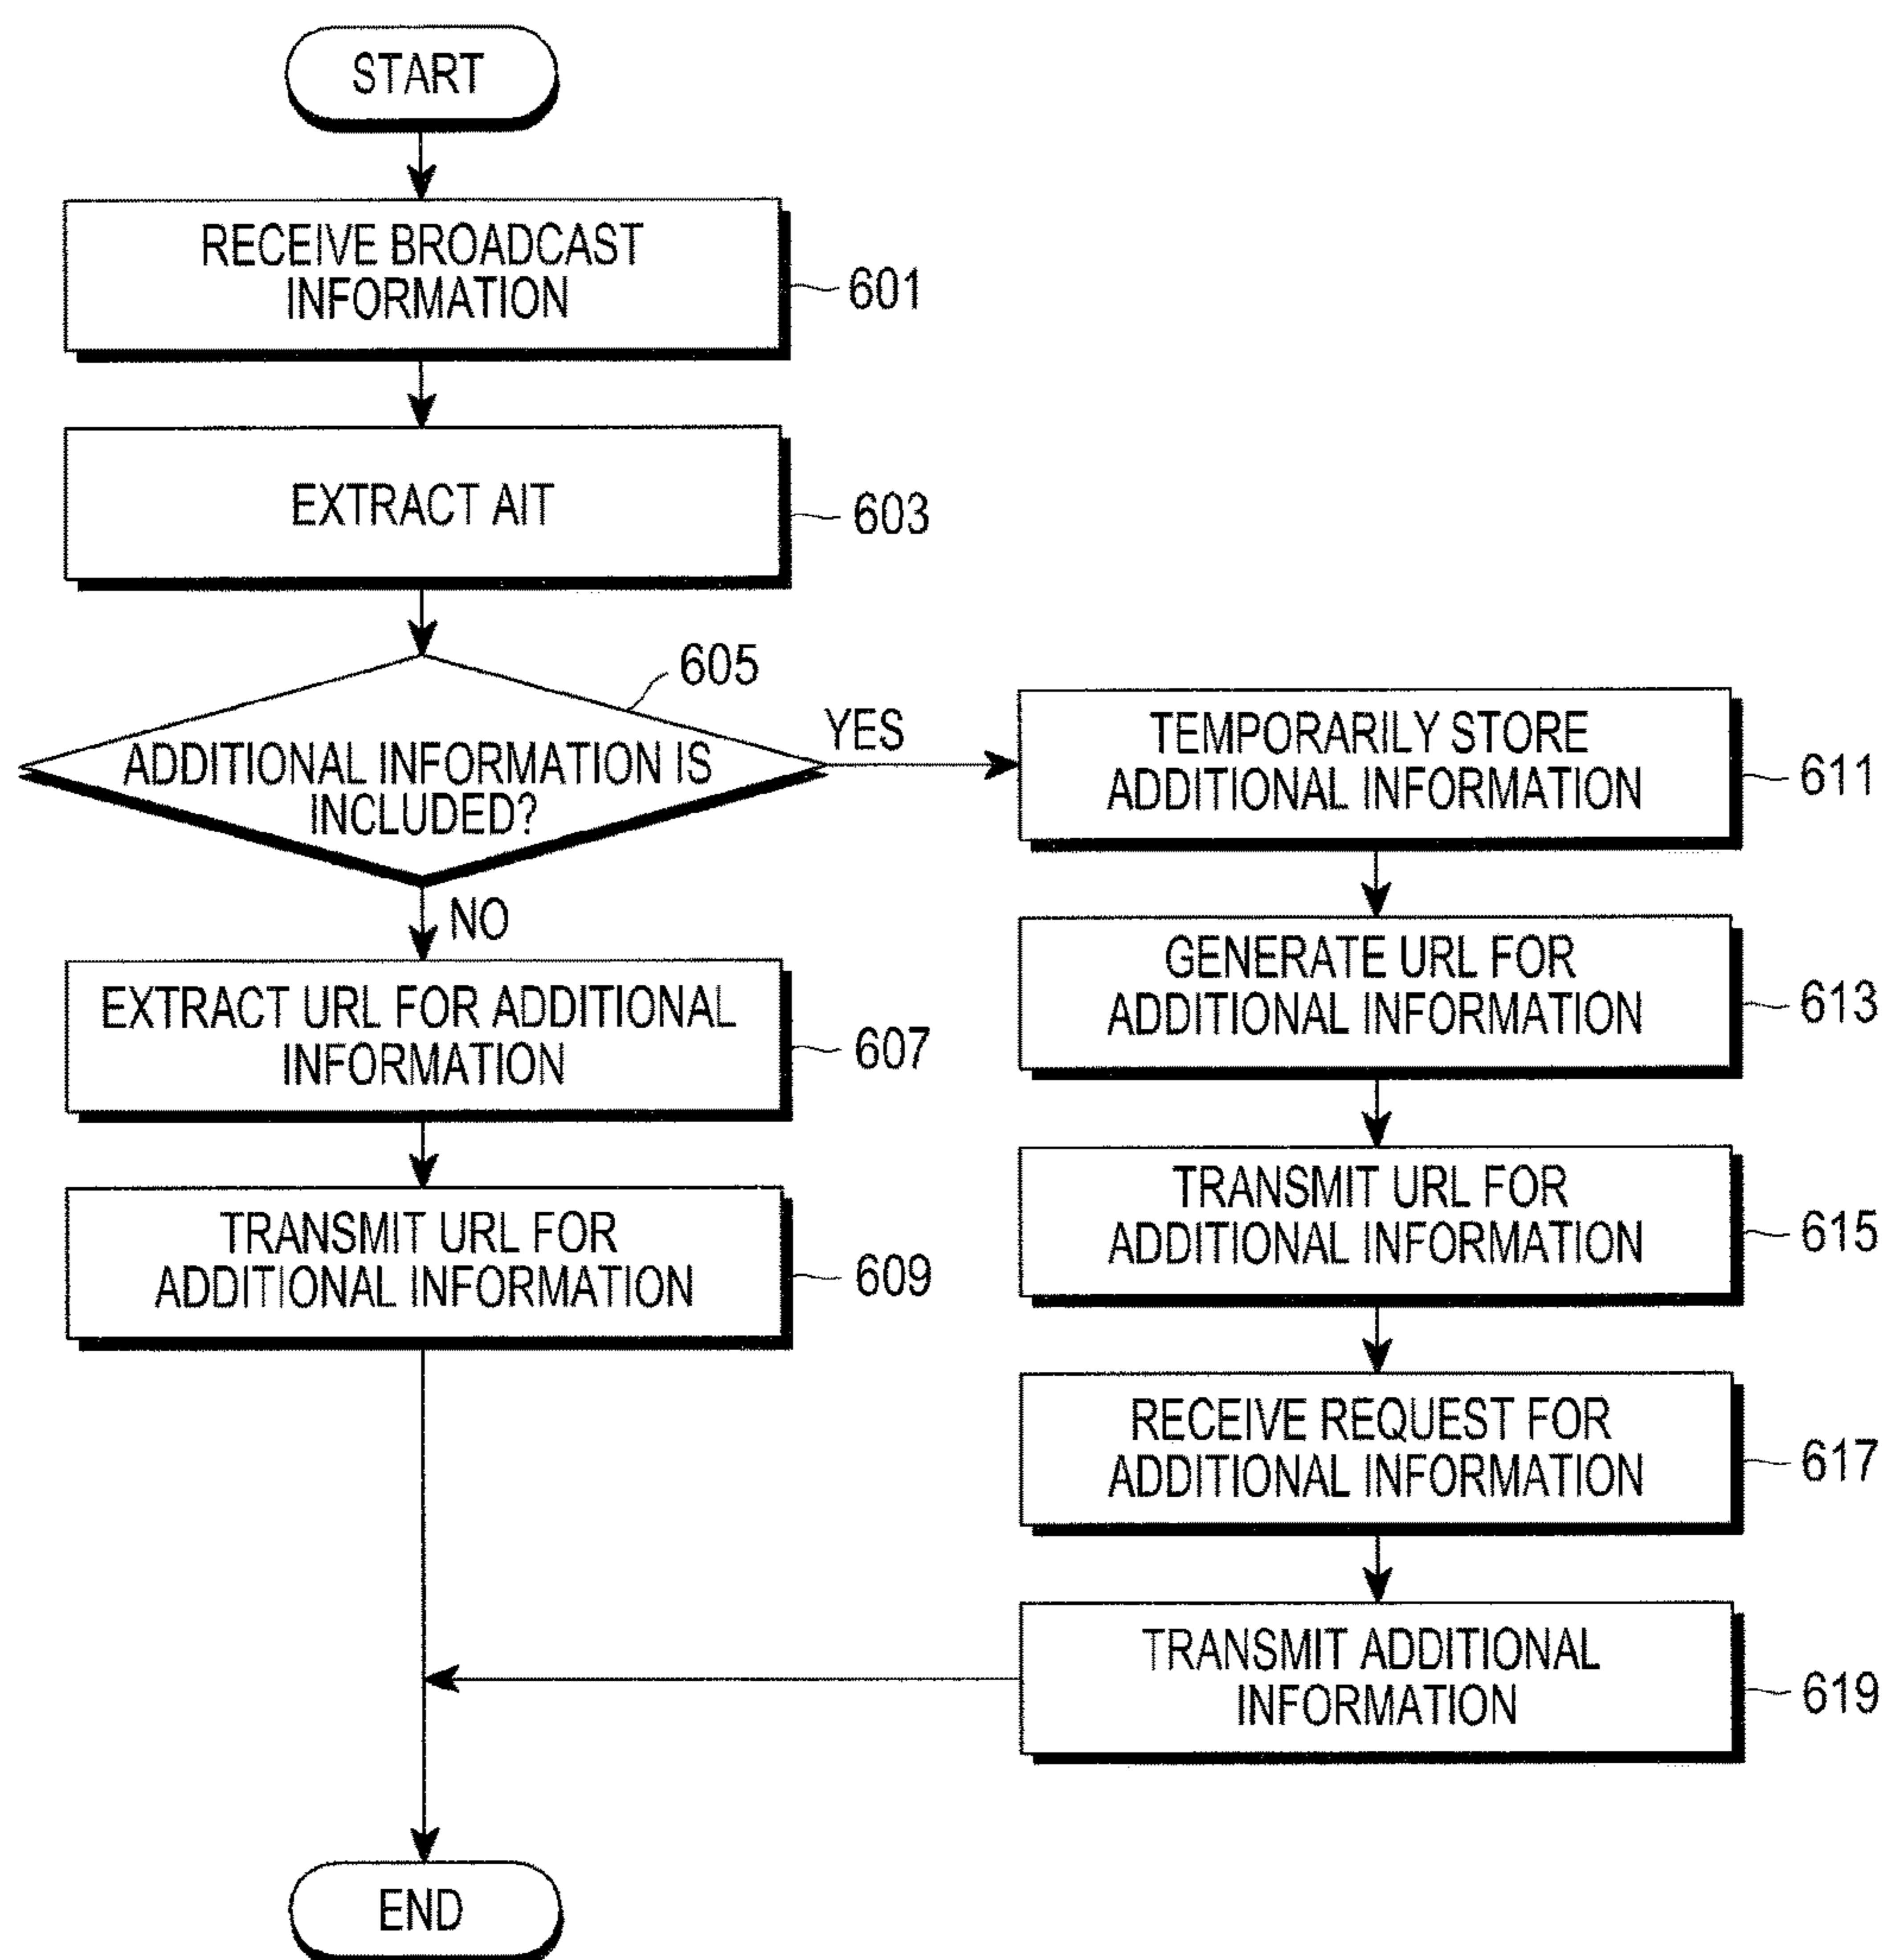 START
RECEIVE BROADCAST
INFORMATION
601
EXTRACT AIT
603
605
ADDITIONAL INFORMATION IS
INCLUDED?
YES
NO
EXTRACT URL FOR ADDITIONAL
INFORMATION
607
TRANSMIT URL FOR
ADDITIONAL INFORMATION
609
TEMPORARILY STORE
ADDITIONAL INFORMATION
611
GENERATE URL FOR
ADDITIONAL INFORMATION
613
TRANSMIT URL FOR
ADDITIONAL INFORMATION
615
RECEIVE REQUEST FOR
ADDITIONAL INFORMATION
617
TRANSMIT ADDITIONAL
INFORMATION
619
END